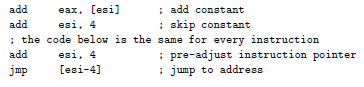 add eax, [esi] ; add constant
add esi, 4 ; skip constant
; the code below is the same for every instruction
add esi, 4 ; pre-adjust instruction pointer
jmp [esi-4] ; jump to address